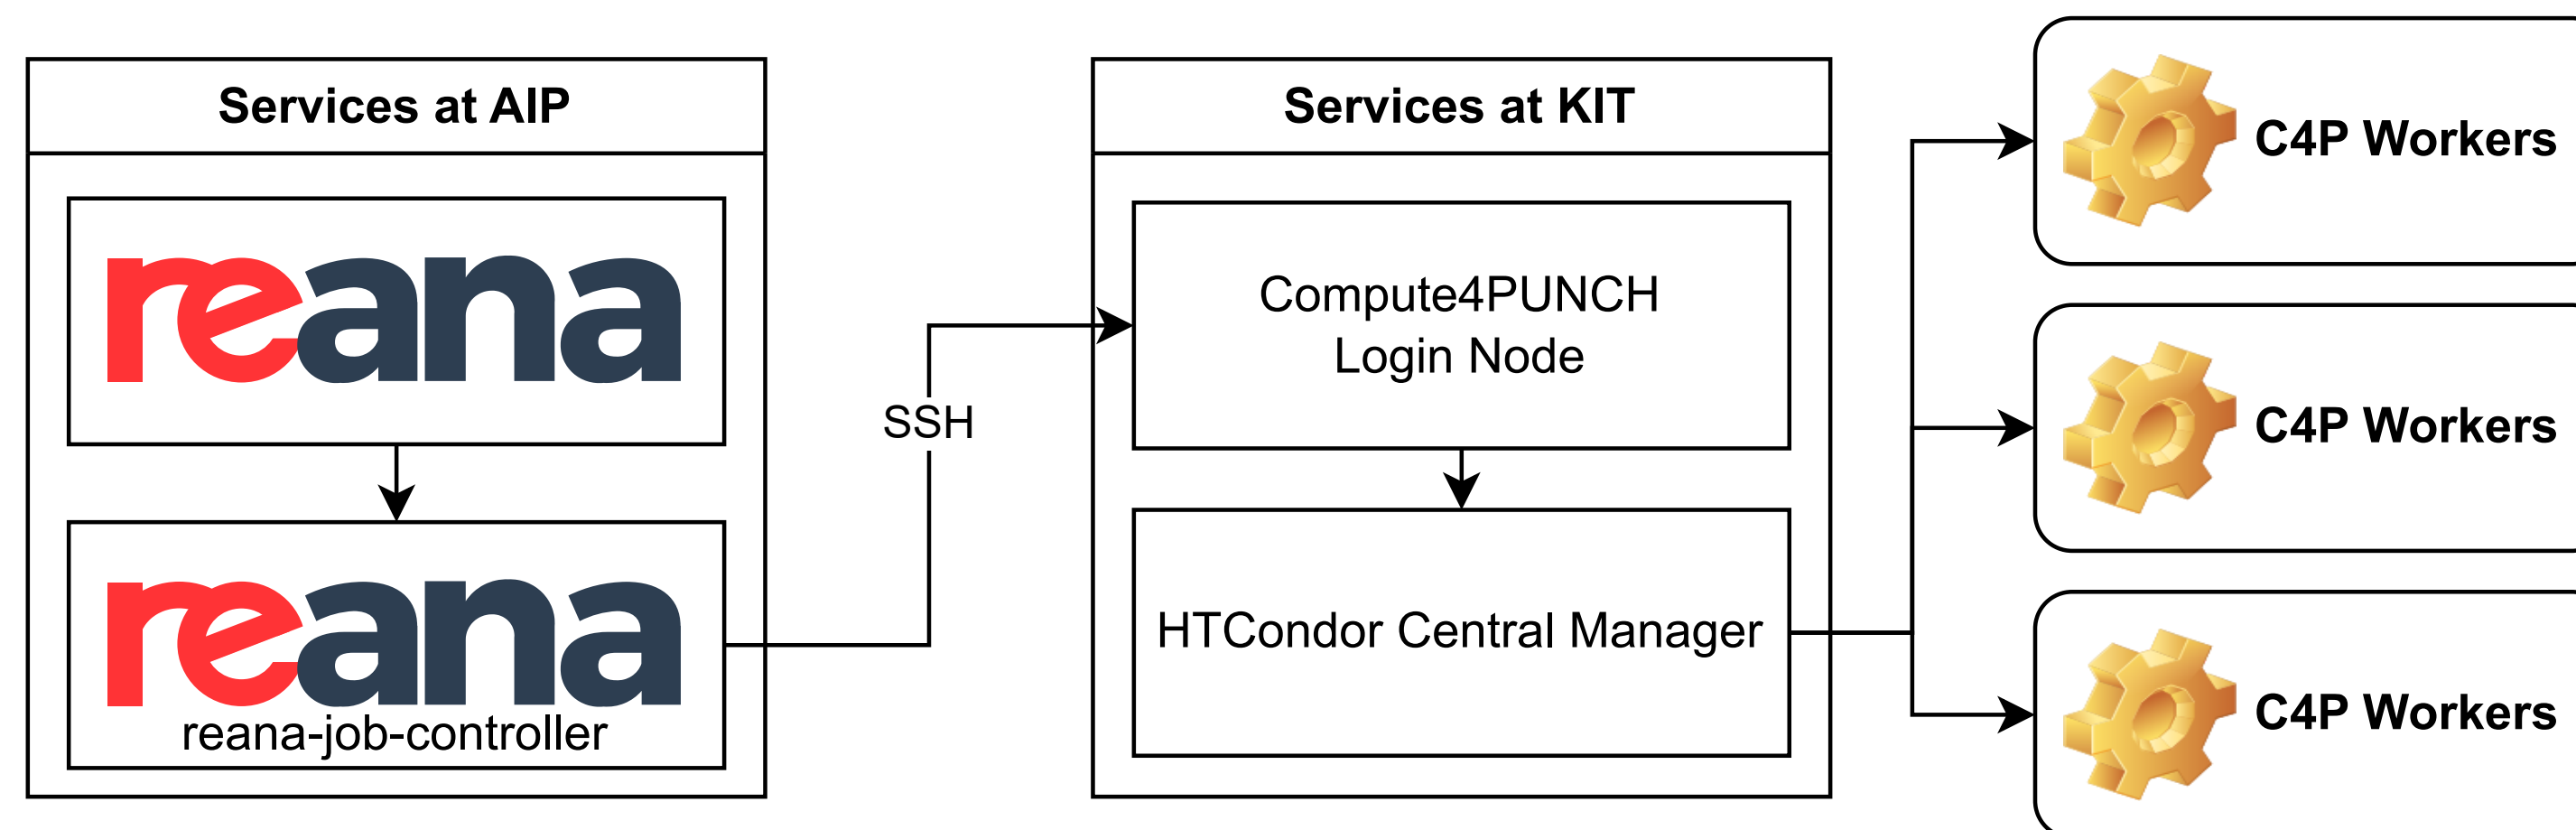 Services at AIP
reana
reana
reana-job-controller
SSH
Services at KIT
Compute4PUNCH
Login Node
HTCondor Central Manager
C4P Workers
C4P Workers
C4P Workers